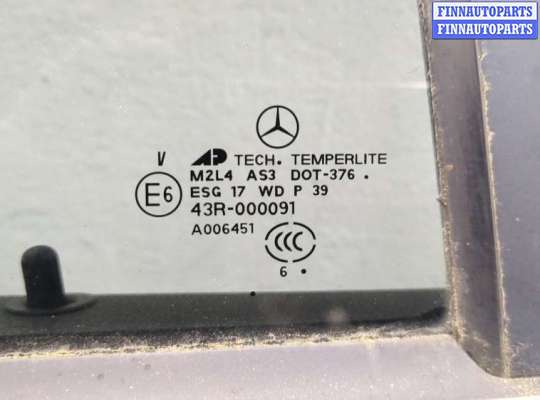 FINNAUTOPARTS
FINNAUTOPARTS
V
AP TECH. TEMPERLITE
M2L4 AS3 DOT-376 .
E6
ESG 17 WD P 39
43R-000091
A006451
CCC
6 .